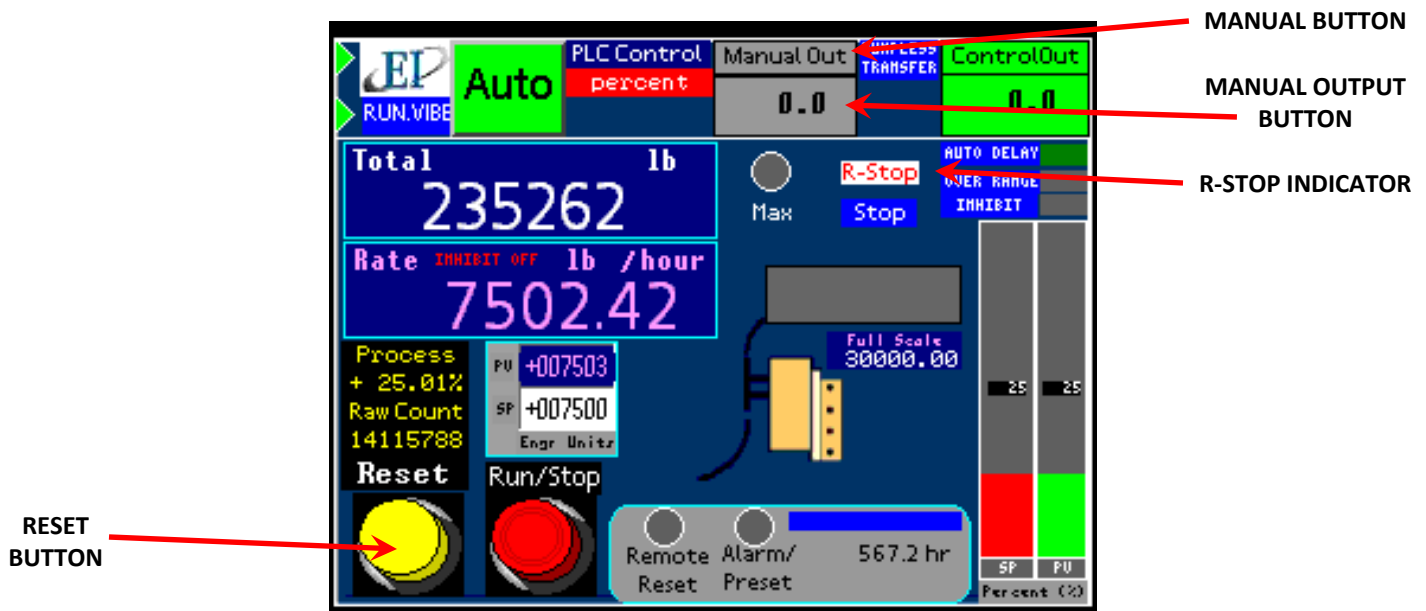 MANUAL BUTTON
MANUAL OUTPUT
BUTTON
R-STOP INDICATOR
RESET
BUTTON
EI
RUN.VIBE
Auto
PLC Control
percent
Manual Out
0.0
TRANSFER
ControlOut
0.0
Total lb
235262
Rate INHIBIT OFF lb /hour
7502.42
Max
R-Stop
Stop
AUTO DELAY
OVER RANGE
INHIBIT
Full Scale
30000.00
Process
+ 25.01%
Raw Count
14115788
PV +007503
SP +007500
Engr Units
25 25
Reset
Run/Stop
Remote
Reset
Alarm/
Preset
567.2 hr
SP PV
Percent (%)